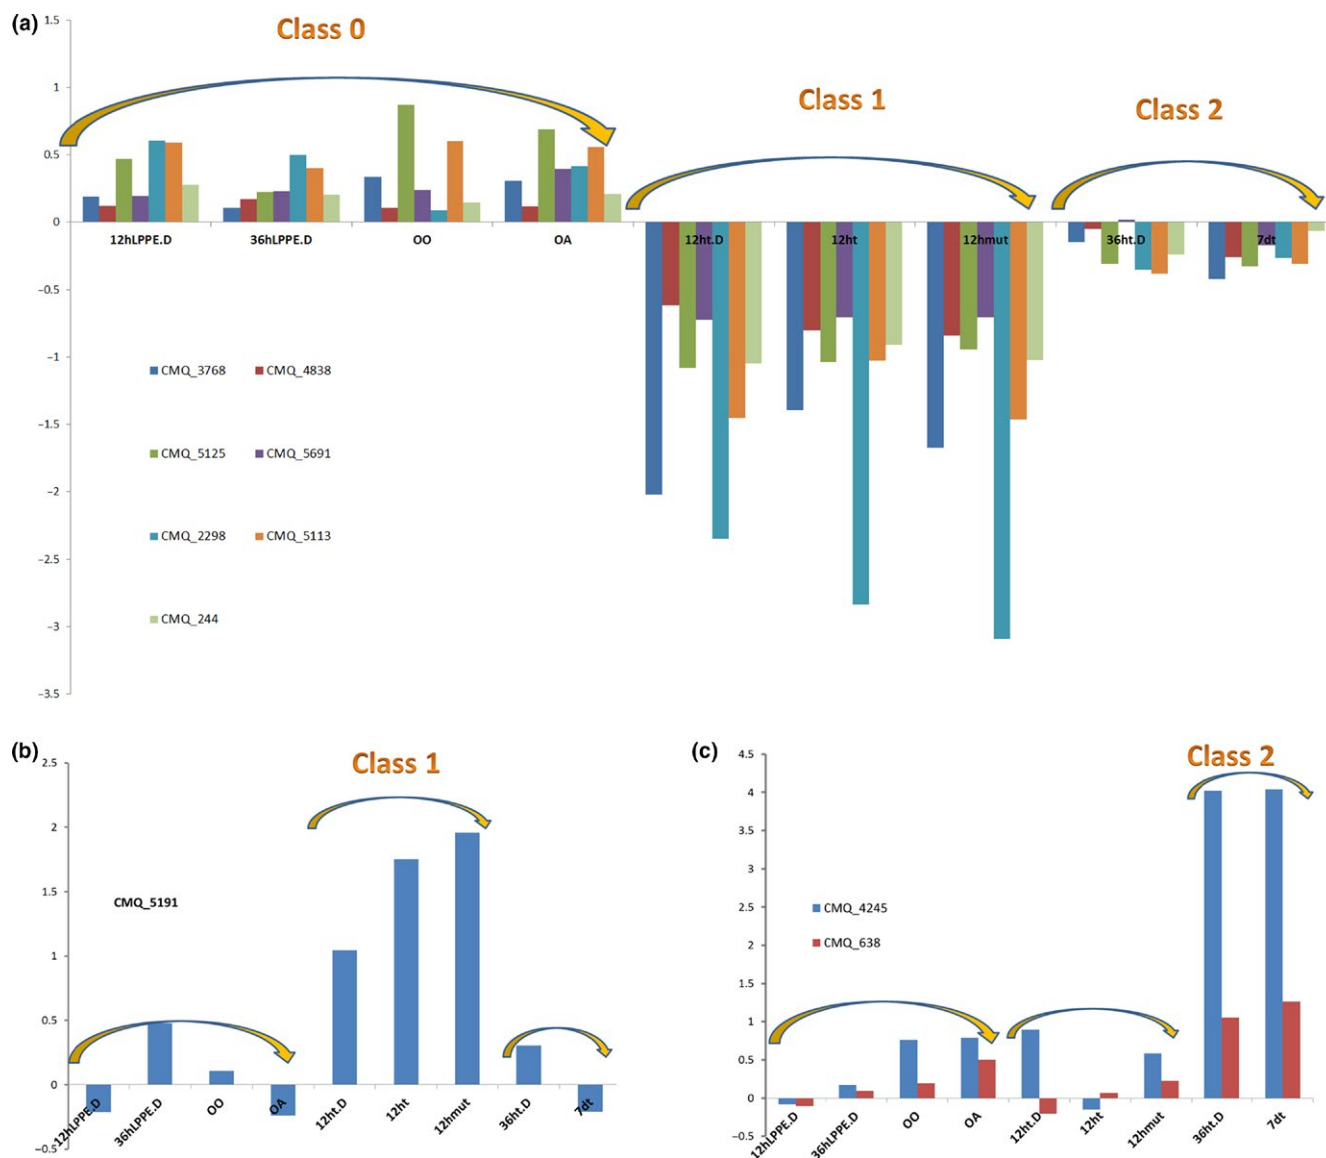 (a)
Class 0
Class 1
Class 2
1.5
1
0.5
0
−0.5
−1
−1.5
−2
−2.5
−3
−3.5
12hLPPE.D 36hLPPE.D OO OA 12ht.D 12ht 12hmut 36ht.D 7dt
CMQ_3768 CMQ_4838
CMQ_5125 CMQ_5691
CMQ_2298 CMQ_5113
CMQ_244
(b)
Class 1
2.5
2
1.5
1
0.5
0
−0.5
CMQ_5191
12hLPPE.D 36hLPPE.D OO OA 12ht.D 12ht 12hmut 36ht.D 7dt
(c)
Class 2
4.5
4
3.5
3
2.5
2
1.5
1
0.5
0
−0.5
CMQ_4245
CMQ_638
12hLPPE.D 36hLPPE.D OO OA 12ht.D 12ht 12hmut 36ht.D 7dt